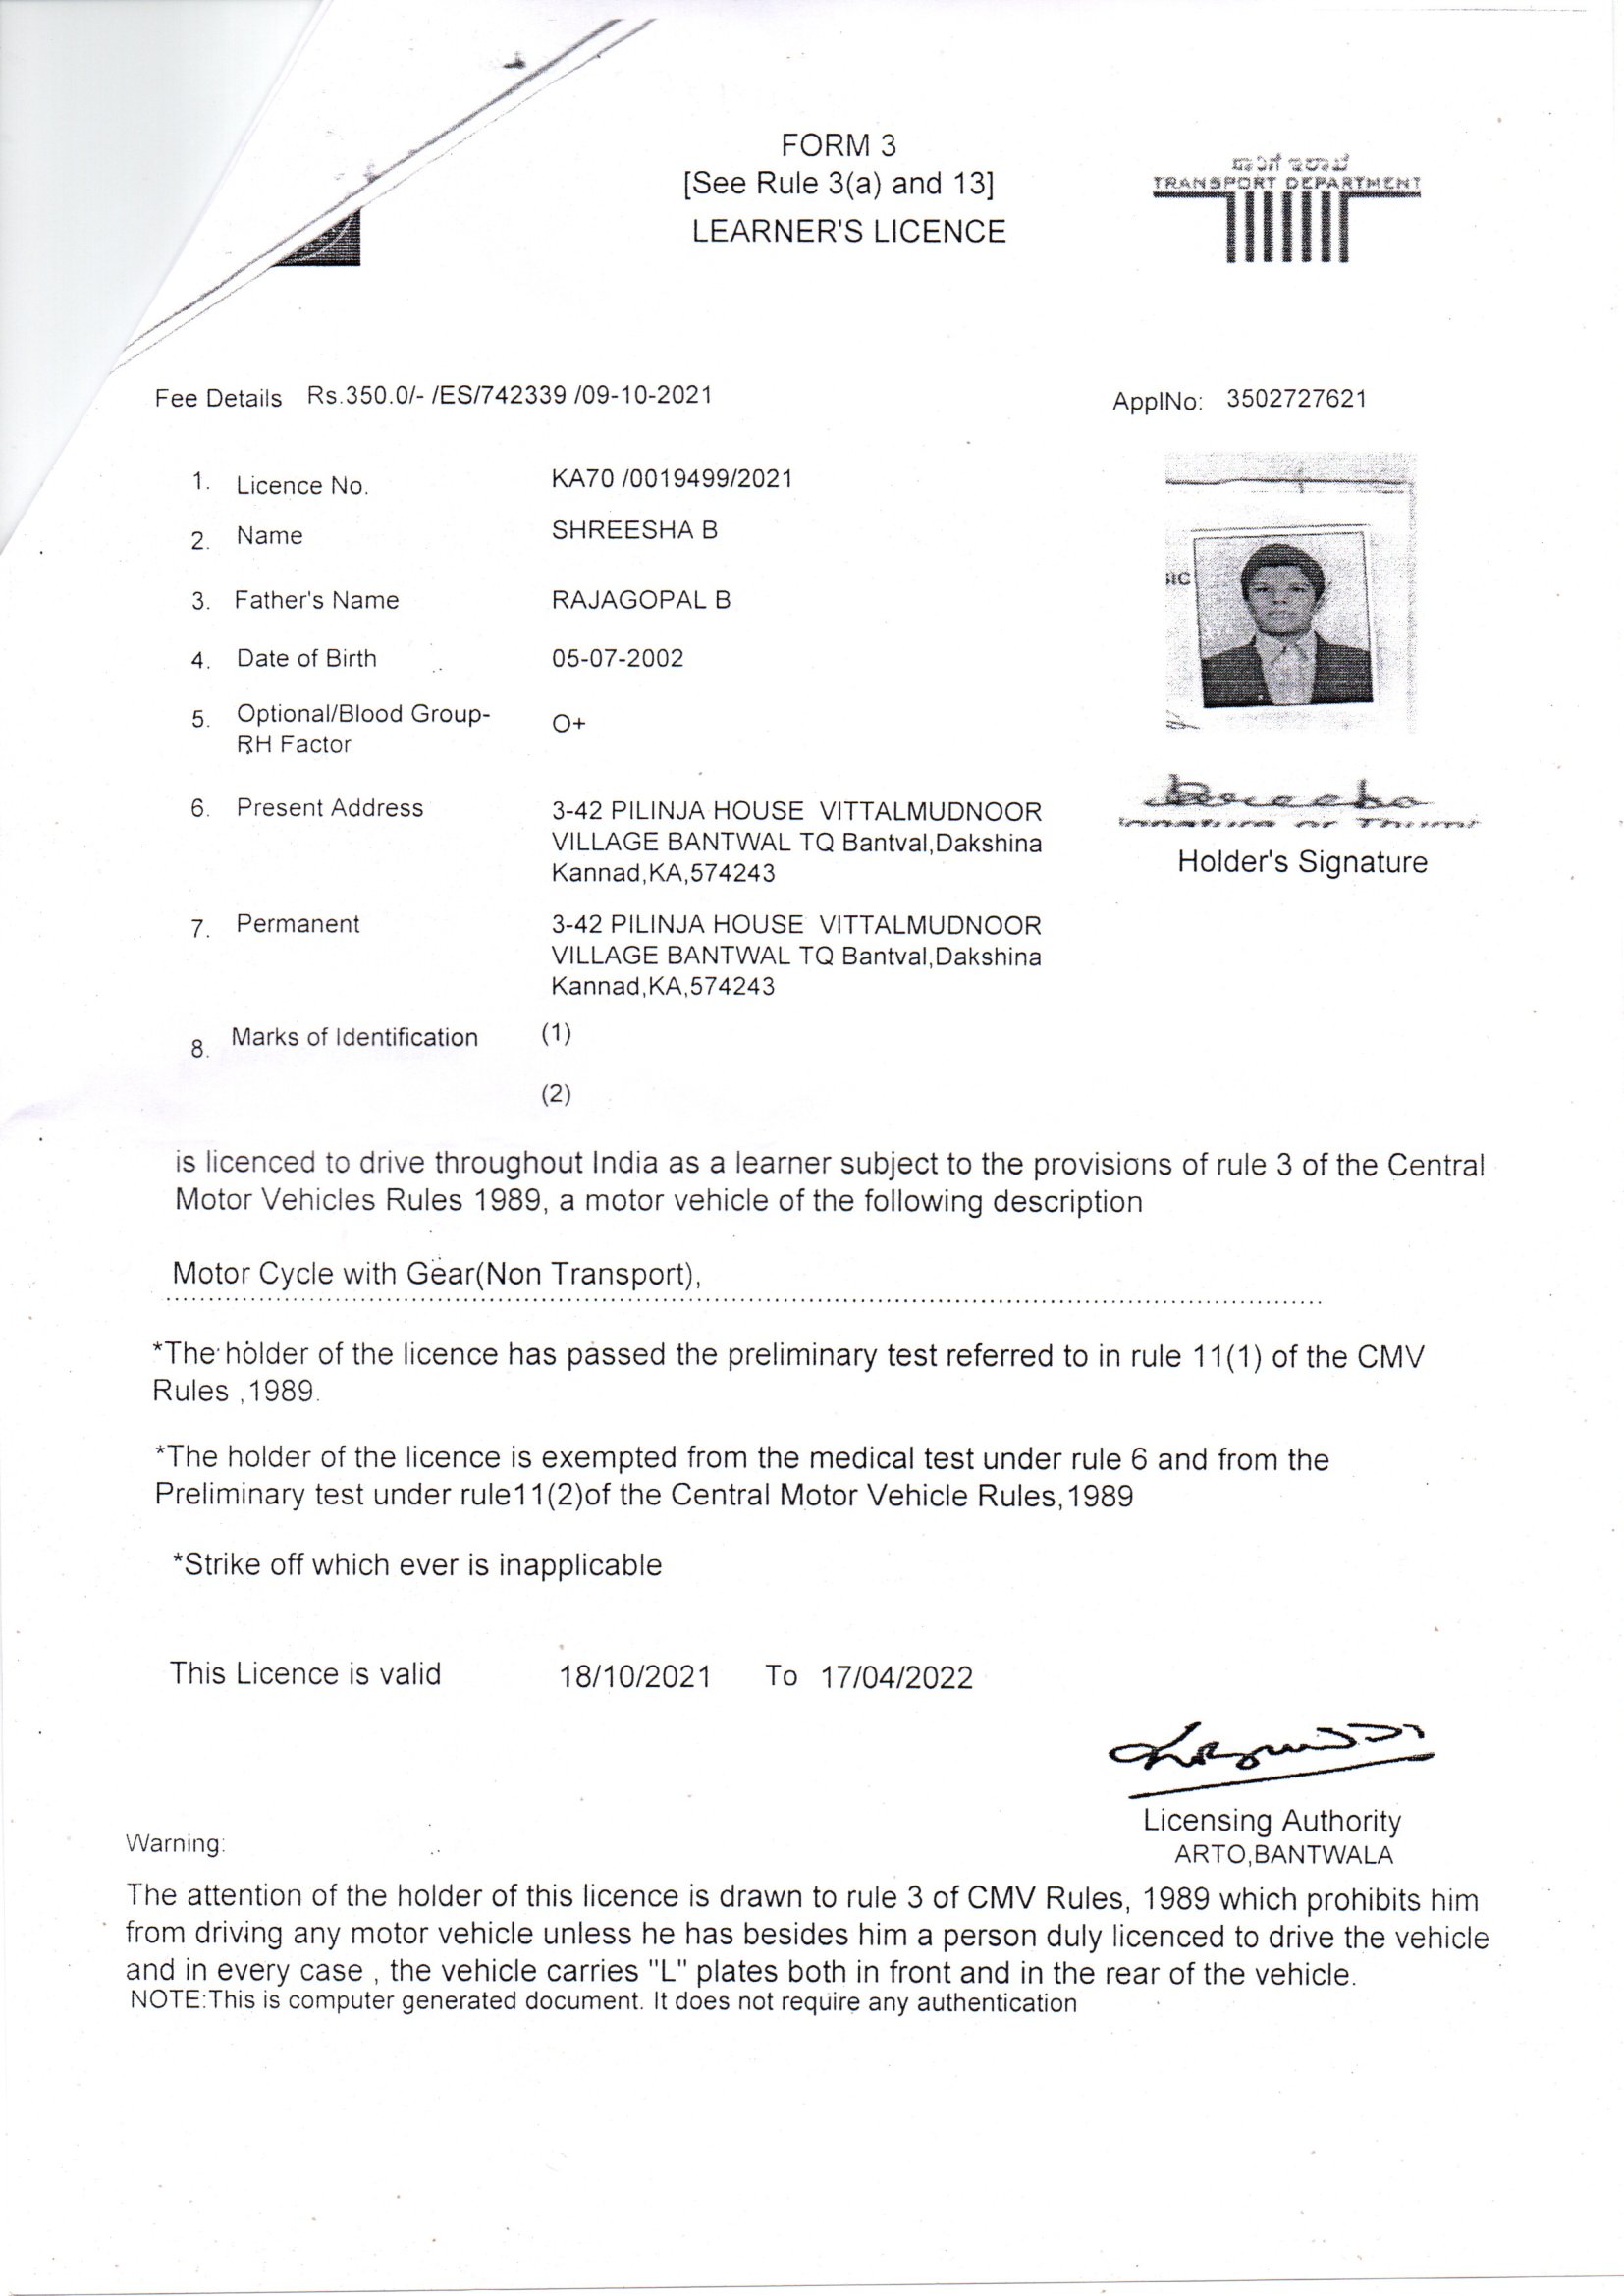 FORM 3
[See Rule 3(a) and 13]
LEARNER'S LICENCE
TRANSPORT DEPARTMENT
Fee Details Rs.350.0/- /ES/742339 /09-10-2021
ApplNo: 3502727621
1. Licence No. KA70 /0019499/2021
2. Name SHREESHA B
3. Father's Name RAJAGOPAL B
4. Date of Birth 05-07-2002
5. Optional/Blood Group- O+
RH Factor
6. Present Address 3-42 PILINJA HOUSE VITTALMUDNOOR
VILLAGE BANTWAL TQ Bantval,Dakshina
Kannad,KA,574243
Holder's Signature
7. Permanent 3-42 PILINJA HOUSE VITTALMUDNOOR
VILLAGE BANTWAL TQ Bantval,Dakshina
Kannad,KA,574243
8. Marks of Identification (1)
(2)
is licenced to drive throughout India as a learner subject to the provisions of rule 3 of the Central
Motor Vehicles Rules 1989, a motor vehicle of the following description
Motor Cycle with Gear(Non Transport),
*The holder of the licence has passed the preliminary test referred to in rule 11(1) of the CMV
Rules ,1989.
*The holder of the licence is exempted from the medical test under rule 6 and from the
Preliminary test under rule11(2)of the Central Motor Vehicle Rules,1989
*Strike off which ever is inapplicable
This Licence is valid 18/10/2021 To 17/04/2022
Licensing Authority
ARTO,BANTWALA
Warning:
The attention of the holder of this licence is drawn to rule 3 of CMV Rules, 1989 which prohibits him
from driving any motor vehicle unless he has besides him a person duly licenced to drive the vehicle
and in every case , the vehicle carries "L" plates both in front and in the rear of the vehicle.
NOTE:This is computer generated document. It does not require any authentication